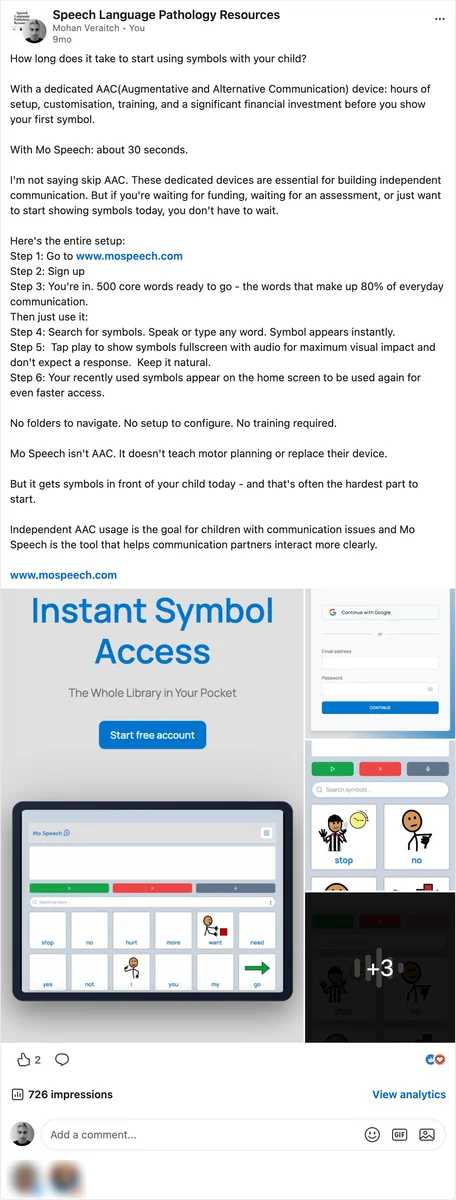 Speech Language Pathology Resources
Mohan Veraitch • You
9mo
How long does it take to start using symbols with your child?
With a dedicated AAC(Augmentative and Alternative Communication) device: hours of
setup, customisation, training, and a significant financial investment before you show
your first symbol.
With Mo Speech: about 30 seconds.
I'm not saying skip AAC. These dedicated devices are essential for building independent
communication. But if you're waiting for funding, waiting for an assessment, or just want
to start showing symbols today, you don't have to wait.
Here's the entire setup:
Step 1: Go to www.mospeech.com
Step 2: Sign up
Step 3: You're in. 500 core words ready to go - the words that make up 80% of everyday
communication.
Then just use it:
Step 4: Search for symbols. Speak or type any word. Symbol appears instantly.
Step 5:  Tap play to show symbols fullscreen with audio for maximum visual impact and
don't expect a response.  Keep it natural.
Step 6: Your recently used symbols appear on the home screen to be used again for
even faster access.
No folders to navigate. No setup to configure. No training required.
Mo Speech isn't AAC. It doesn't teach motor planning or replace their device.
But it gets symbols in front of your child today - and that's often the hardest part to
start.
Independent AAC usage is the goal for children with communication issues and Mo
Speech is the tool that helps communication partners interact more clearly.
www.mospeech.com
Instant Symbol
Access
The Whole Library in Your Pocket
Start free account
Mo Speech
Search symbols...
stop no hurt more want need
yes not I you my go
Continue with Google
or
Email address
Password
CONTINUE
Search symbols...
stop no
+3
stop no
2
726 impressions
View analytics
Add a comment...
GIF